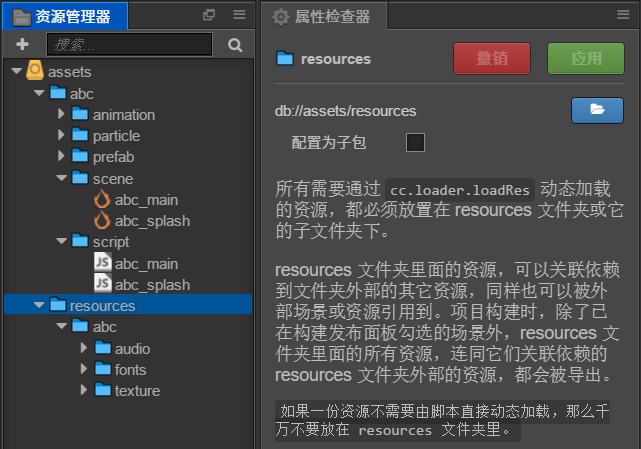 资源管理器
搜索...
assets
abc
animation
particle
prefab
scene
abc_main
abc_splash
script
JS abc_main
JS abc_splash
resources
abc
audio
fonts
texture
属性检查器
resources
撤销
应用
db://assets/resources
配置为子包
所有需要通过 cc.loader.loadRes 动态加载
的资源，都必须放置在 resources 文件夹或它
的子文件夹下。
resources 文件夹里面的资源，可以关联依赖
到文件夹外部的其它资源，同样也可以被外
部场景或资源引用到。项目构建时，除了已
在构建发布面板勾选的场景外，resources 文
件夹里面的所有资源，连同它们关联依赖的
resources 文件夹外部的资源，都会被导出。
如果一份资源不需要由脚本直接动态加载，那么千
万不要放在 resources 文件夹里。